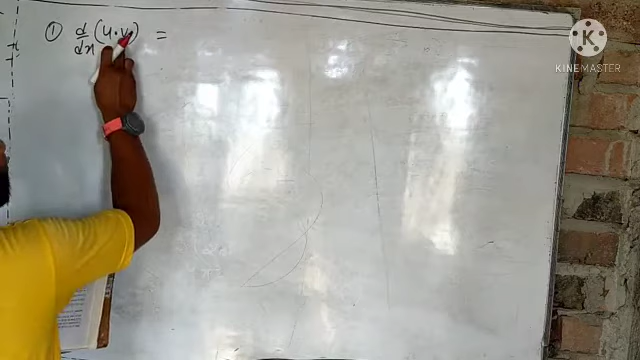 ① d/dx (u·v) =
KINEMASTER